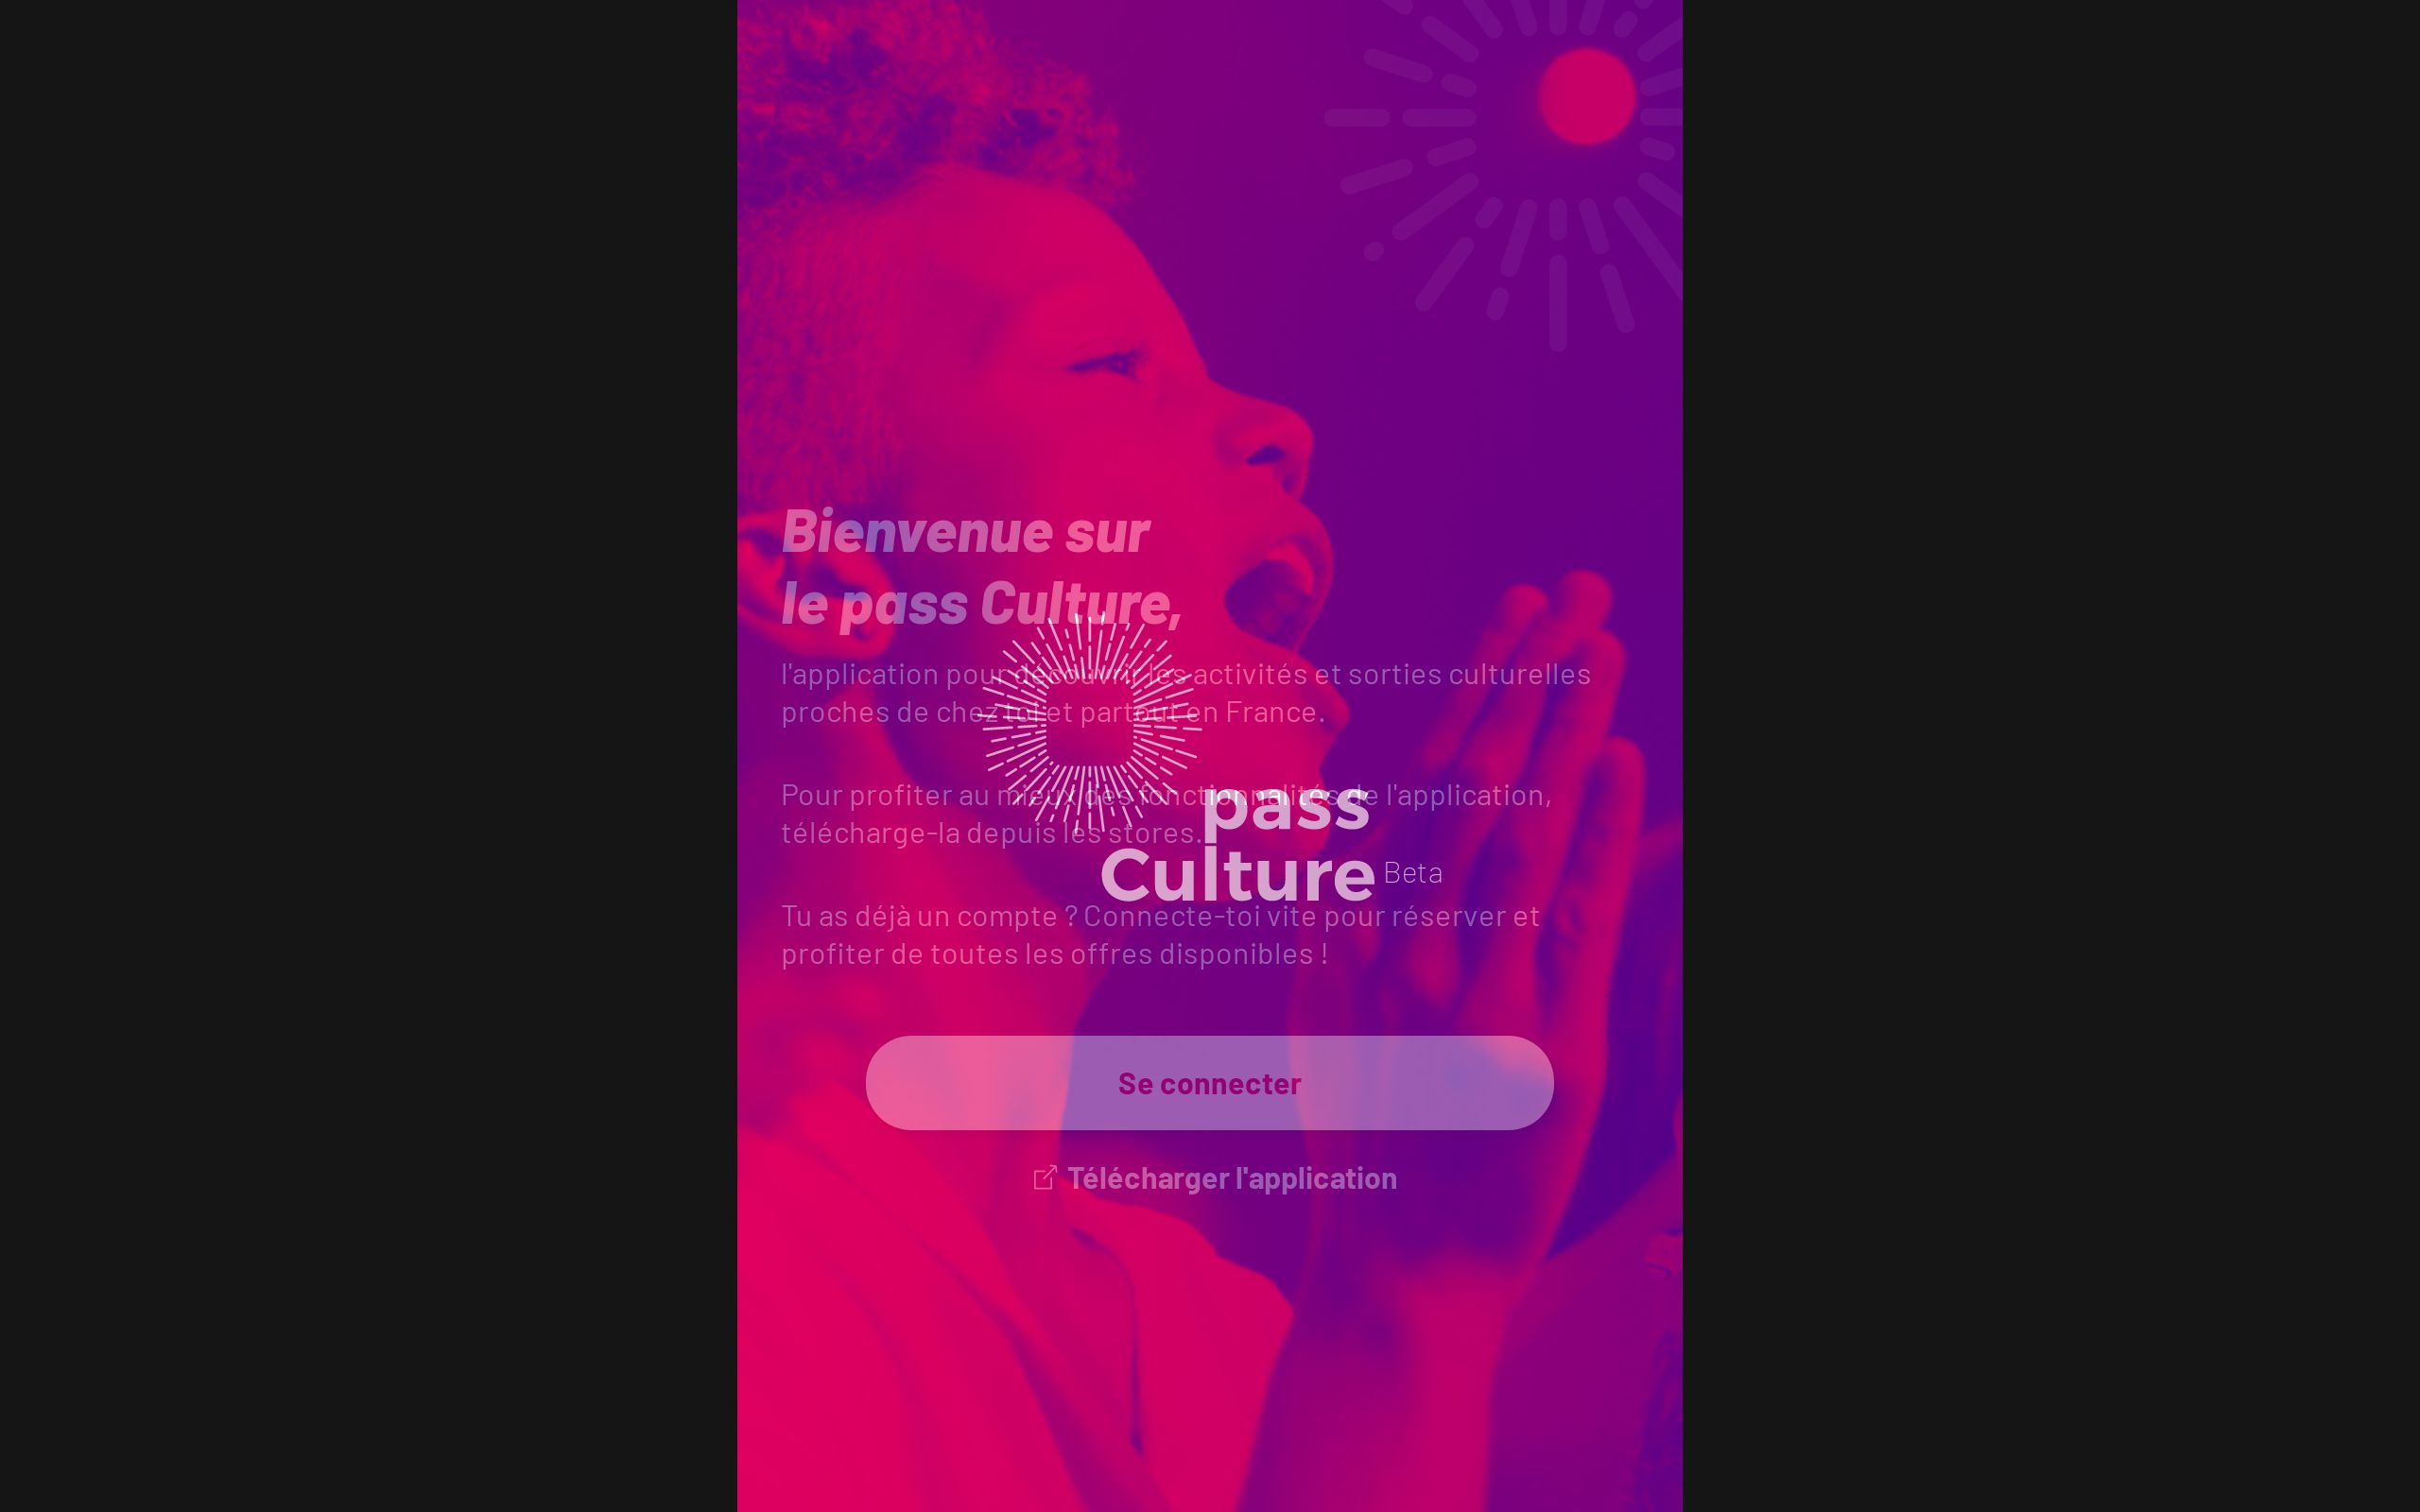 Bienvenue sur
le pass Culture,
l'application pour découvrir les activités et sorties culturelles
proches de chez toi et partout en France.
Pour profiter au mieux des fonctionnalités de l'application,
télécharge-la depuis les stores.
pass
Culture Beta
Tu as déjà un compte ? Connecte-toi vite pour réserver et
profiter de toutes les offres disponibles !
Se connecter
Télécharger l'application